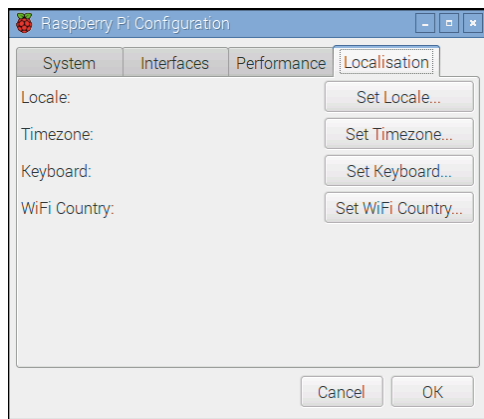 Raspberry Pi Configuration
System Interfaces Performance Localisation
Locale: Set Locale...
Timezone: Set Timezone...
Keyboard: Set Keyboard...
WiFi Country: Set WiFi Country...
Cancel OK